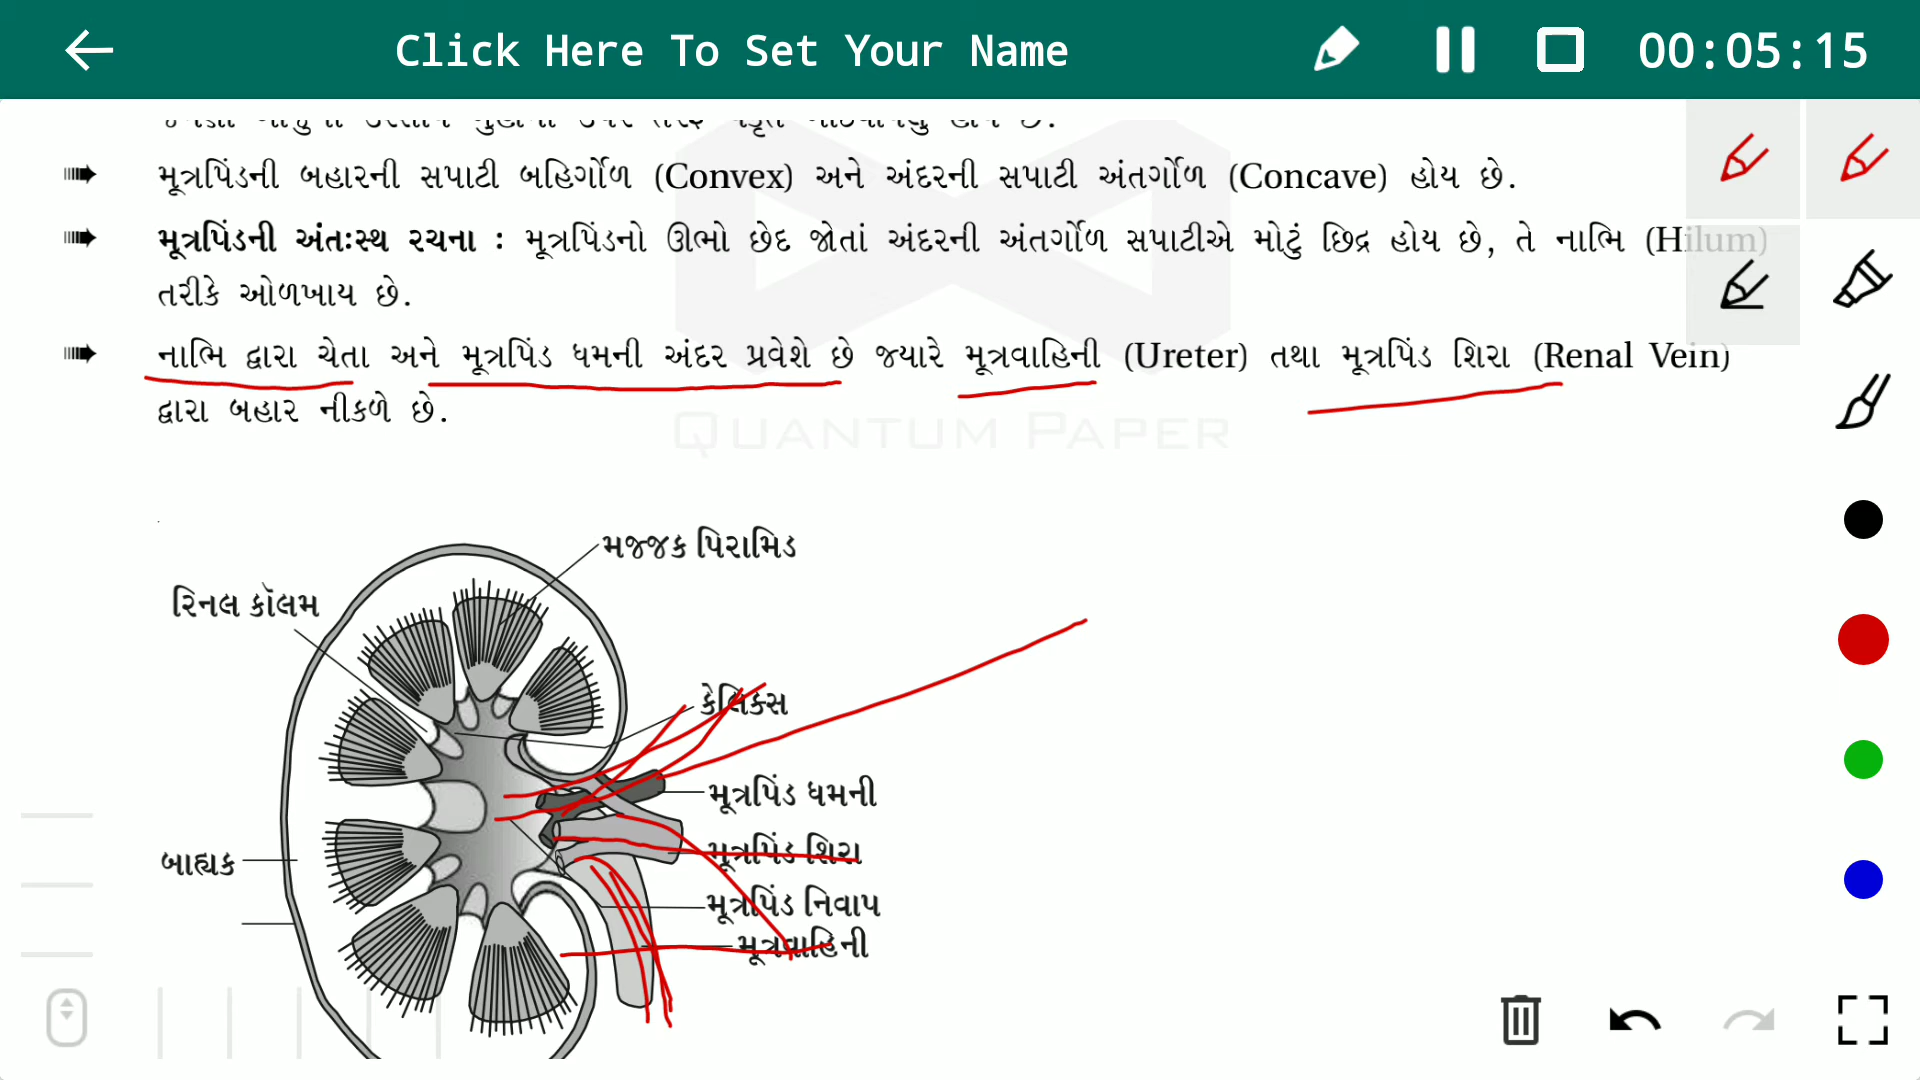 Click Here To Set Your Name
00:05:15
મૂત્રપિંડની બહારની સપાટી બહિર્ગોળ (Convex) અને અંદરની સપાટી અંતર્ગોળ (Concave) હોય છે.
મૂત્રપિંડની અંતઃસ્થ રચના : મૂત્રપિંડનો ઊભો છેદ જોતાં અંદરની અંતર્ગોળ સપાટીએ મોટું છિદ્ર હોય છે, તે નાભિ (Hilum)
તરીકે ઓળખાય છે.
નાભિ દ્વારા ચેતા અને મૂત્રપિંડ ધમની અંદર પ્રવેશે છે જ્યારે મૂત્રવાહિની (Ureter) તથા મૂત્રપિંડ શિરા (Renal Vein)
દ્વારા બહાર નીકળે છે.
QUANTUM PAPER
મજ્જક પિરામિડ
રિનલ કૉલમ
કેલિક્સ
મૂત્રપિંડ ધમની
મૂત્રપિંડ શિરા
બાહ્યક
મૂત્રપિંડ નિવાપ
મૂત્રવાહિની